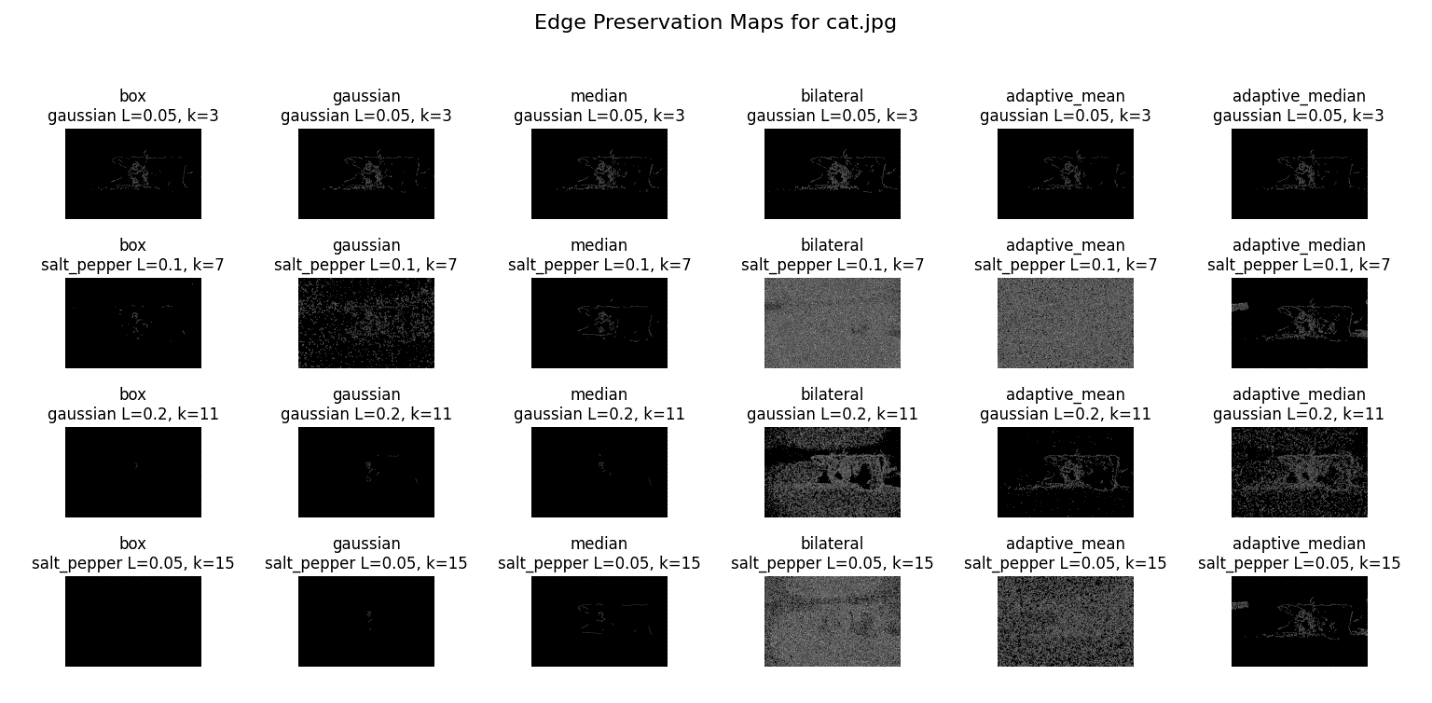 Edge Preservation Maps for cat.jpg
box
gaussian L=0.05, k=3
gaussian
gaussian L=0.05, k=3
median
gaussian L=0.05, k=3
bilateral
gaussian L=0.05, k=3
adaptive_mean
gaussian L=0.05, k=3
adaptive_median
gaussian L=0.05, k=3
box
salt_pepper L=0.1, k=7
gaussian
salt_pepper L=0.1, k=7
median
salt_pepper L=0.1, k=7
bilateral
salt_pepper L=0.1, k=7
adaptive_mean
salt_pepper L=0.1, k=7
adaptive_median
salt_pepper L=0.1, k=7
box
gaussian L=0.2, k=11
gaussian
gaussian L=0.2, k=11
median
gaussian L=0.2, k=11
bilateral
gaussian L=0.2, k=11
adaptive_mean
gaussian L=0.2, k=11
adaptive_median
gaussian L=0.2, k=11
box
salt_pepper L=0.05, k=15
gaussian
salt_pepper L=0.05, k=15
median
salt_pepper L=0.05, k=15
bilateral
salt_pepper L=0.05, k=15
adaptive_mean
salt_pepper L=0.05, k=15
adaptive_median
salt_pepper L=0.05, k=15